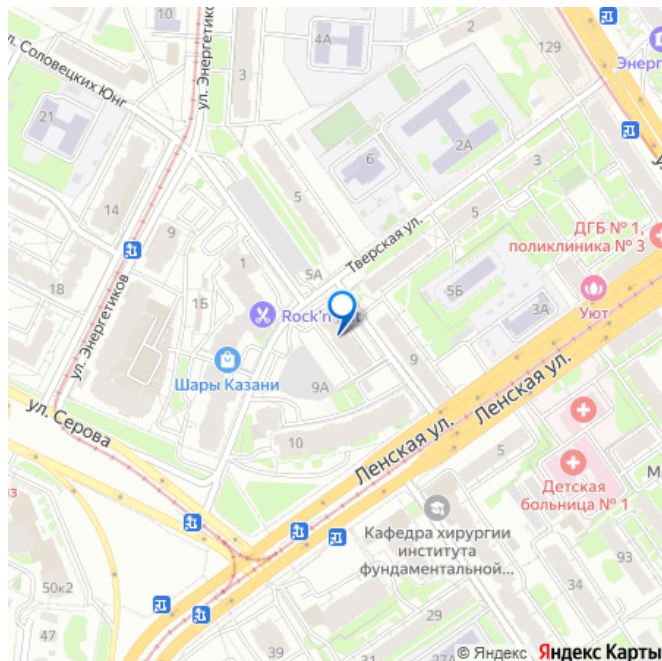 ул. Соловецких Юнг
ул. Энергетиков
4А
2
129
Энерг
3
21
6
2А
3
5
5
14
9
1
5А
Тверская ул.
ДГБ № 1,
поликлиника № 3
18
1Б
5Б
3А
Уют
ул. Энергетиков
Rock'n
Шары Казани
9А
9
Ленская ул.
ул. Серова
10
Ленская ул.
5
Детская
больница № 1
Кафедра хирургии
института
фундаментальной...
93
34
50к2
29
47
39
27А
© Яндекс Яндекс Карты